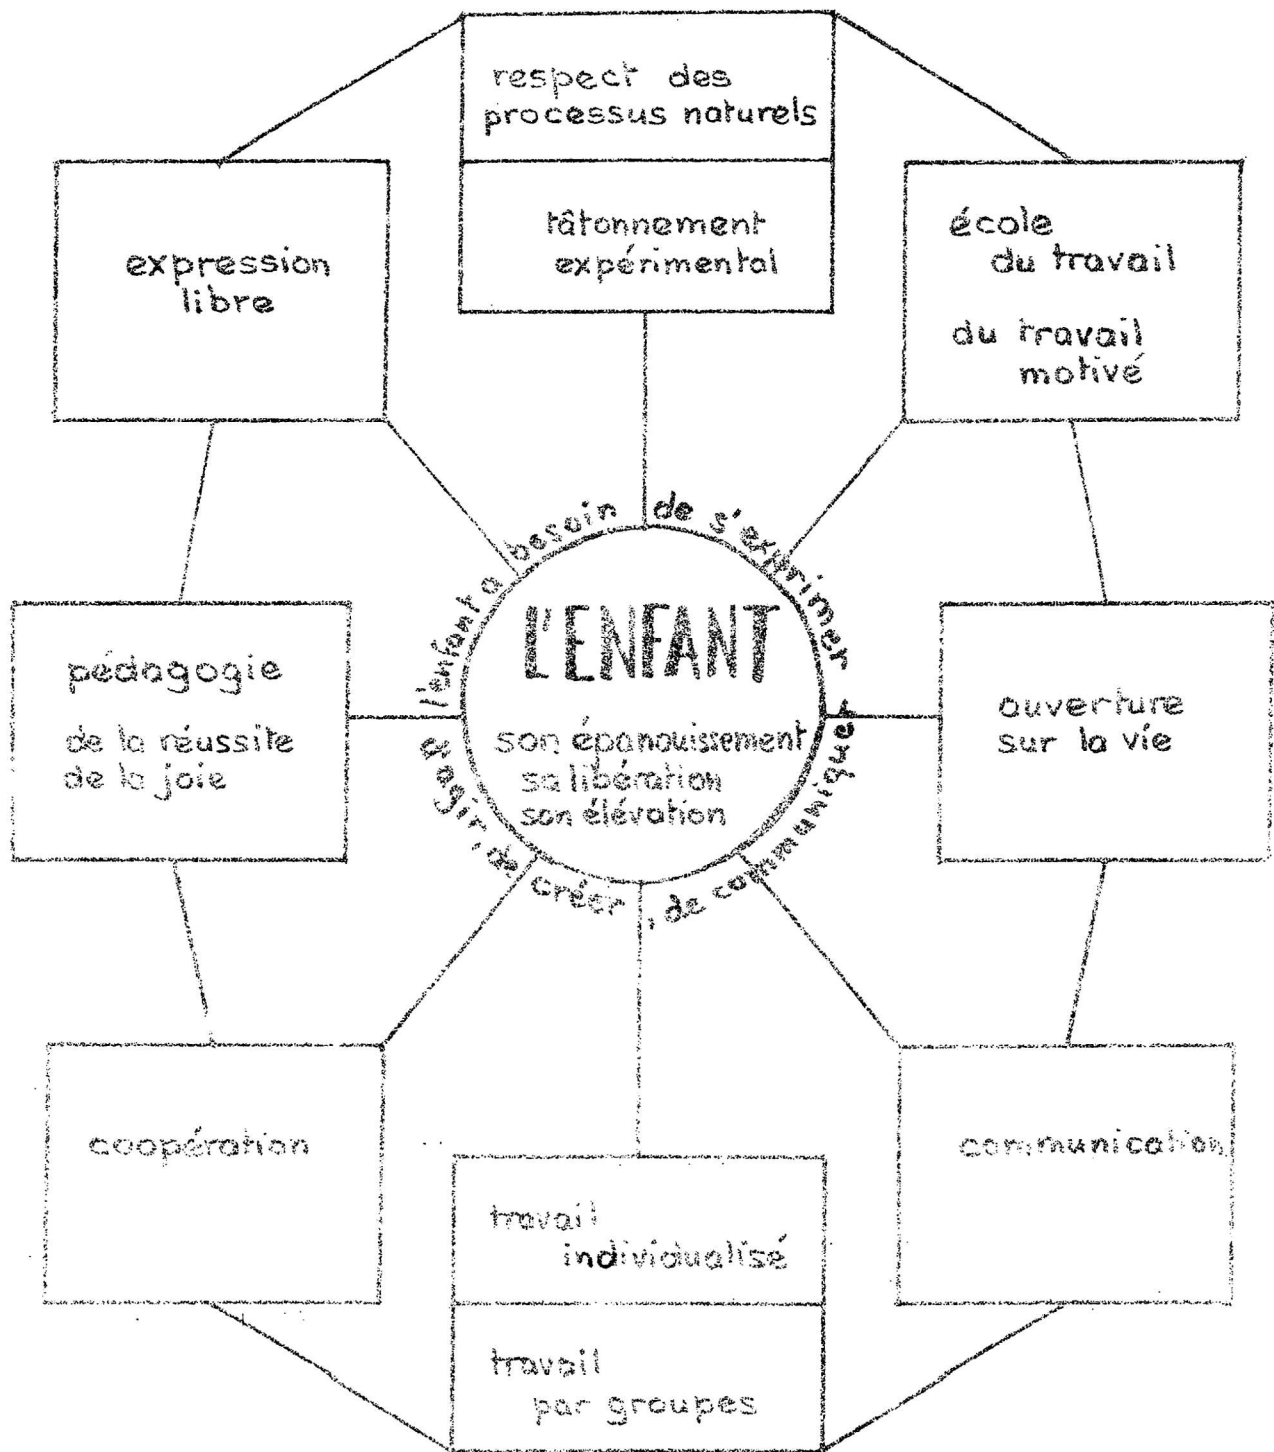 respect des
processus naturels
tâtonnement
expérimental
expression
libre
école
du travail
du travail
motivé
l'enfant a besoin de s'exprimer
de communiquer
, de créer
d'agir,
L'ENFANT
son épanouissement
sa libération
son élévation
pédagogie
de la réussite
de la joie
ouverture
sur la vie
coopération
communication
travail
individualisé
travail
par groupes